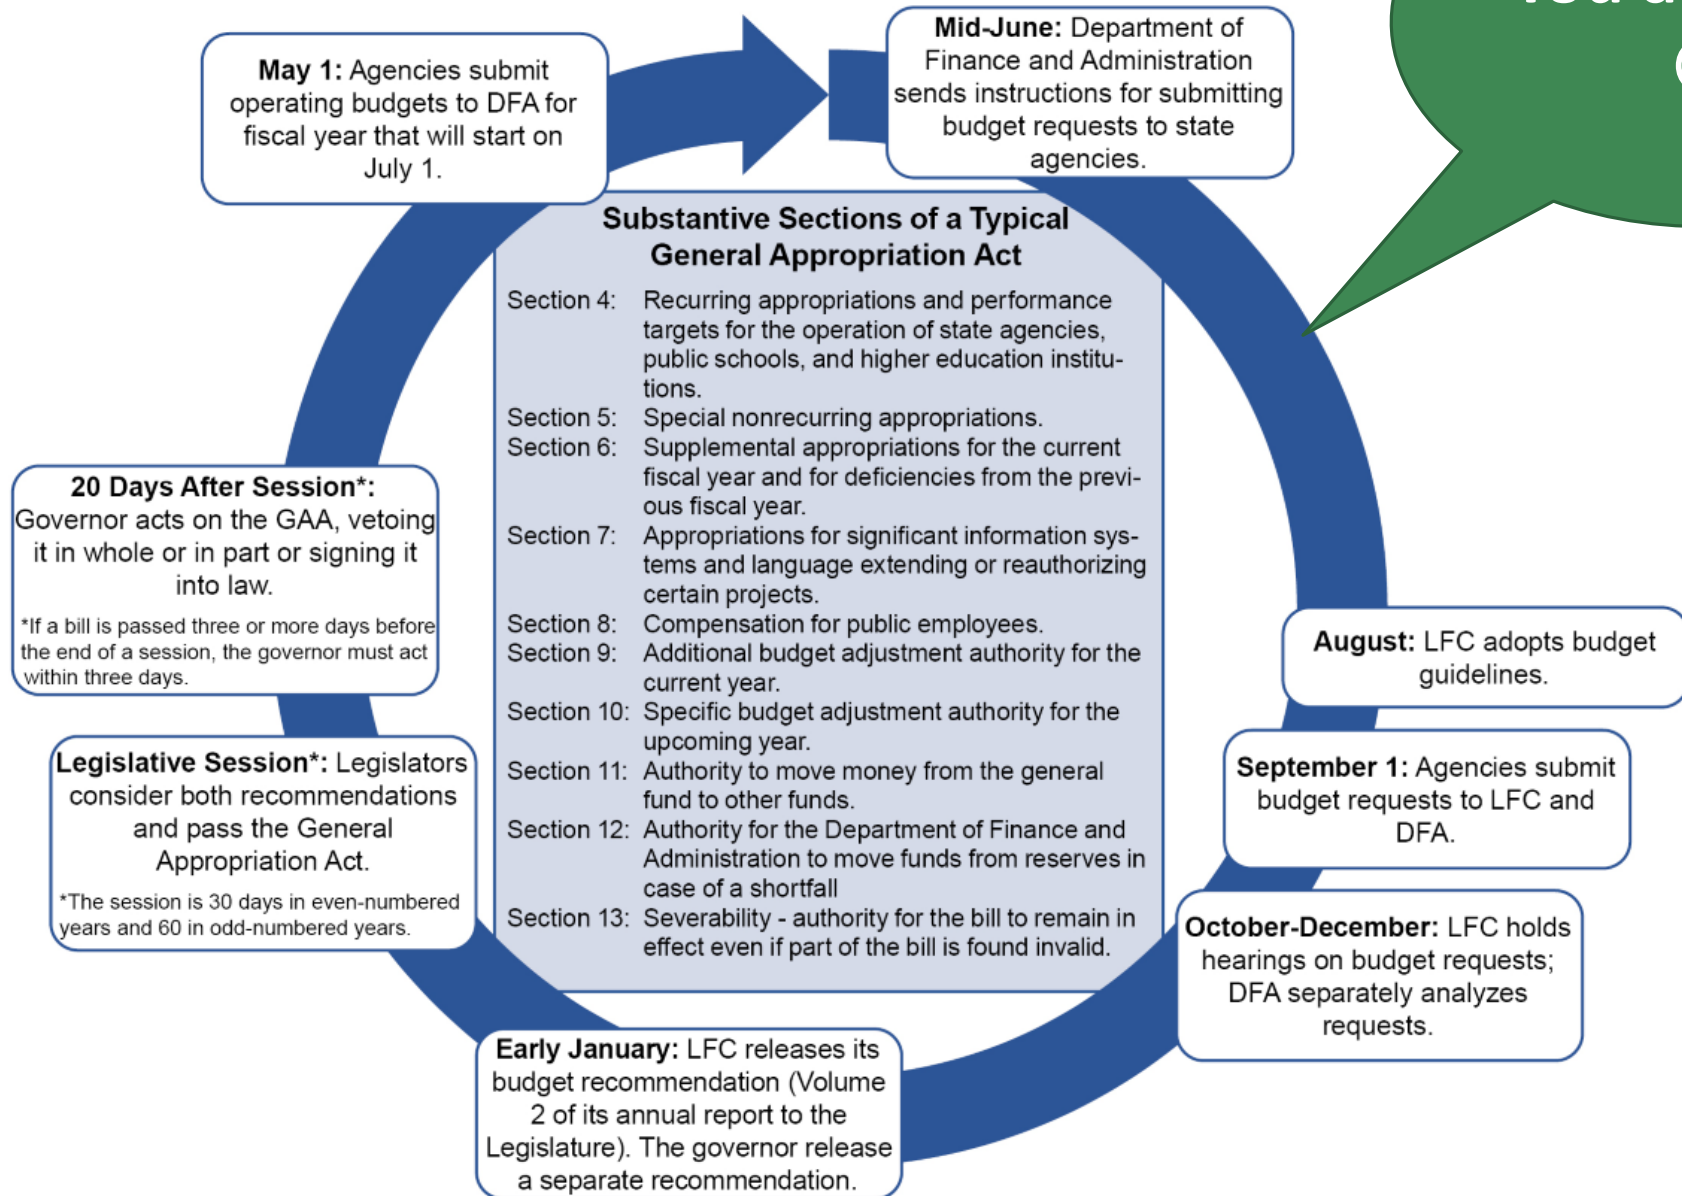 May 1: Agencies submit
operating budgets to DFA for
fiscal year that will start on
July 1.
Mid-June: Department of
Finance and Administration
sends instructions for submitting
budget requests to state
agencies.
Substantive Sections of a Typical
General Appropriation Act
Section 4: Recurring appropriations and performance
targets for the operation of state agencies,
public schools, and higher education institu-
tions.
Section 5: Special nonrecurring appropriations.
Section 6: Supplemental appropriations for the current
fiscal year and for deficiencies from the previ-
ous fiscal year.
Section 7: Appropriations for significant information sys-
tems and language extending or reauthorizing
certain projects.
Section 8: Compensation for public employees.
Section 9: Additional budget adjustment authority for the
current year.
Section 10: Specific budget adjustment authority for the
upcoming year.
Section 11: Authority to move money from the general
fund to other funds.
Section 12: Authority for the Department of Finance and
Administration to move funds from reserves in
case of a shortfall
Section 13: Severability - authority for the bill to remain in
effect even if part of the bill is found invalid.
August: LFC adopts budget
guidelines.
September 1: Agencies submit
budget requests to LFC and
DFA.
October-December: LFC holds
hearings on budget requests;
DFA separately analyzes
requests.
Early January: LFC releases its
budget recommendation (Volume
2 of its annual report to the
Legislature). The governor release
a separate recommendation.
Legislative Session*: Legislators
consider both recommendations
and pass the General
Appropriation Act.
*The session is 30 days in even-numbered
years and 60 in odd-numbered years.
20 Days After Session*:
Governor acts on the GAA, vetoing
it in whole or in part or signing it
into law.
*If a bill is passed three or more days before
the end of a session, the governor must act
within three days.